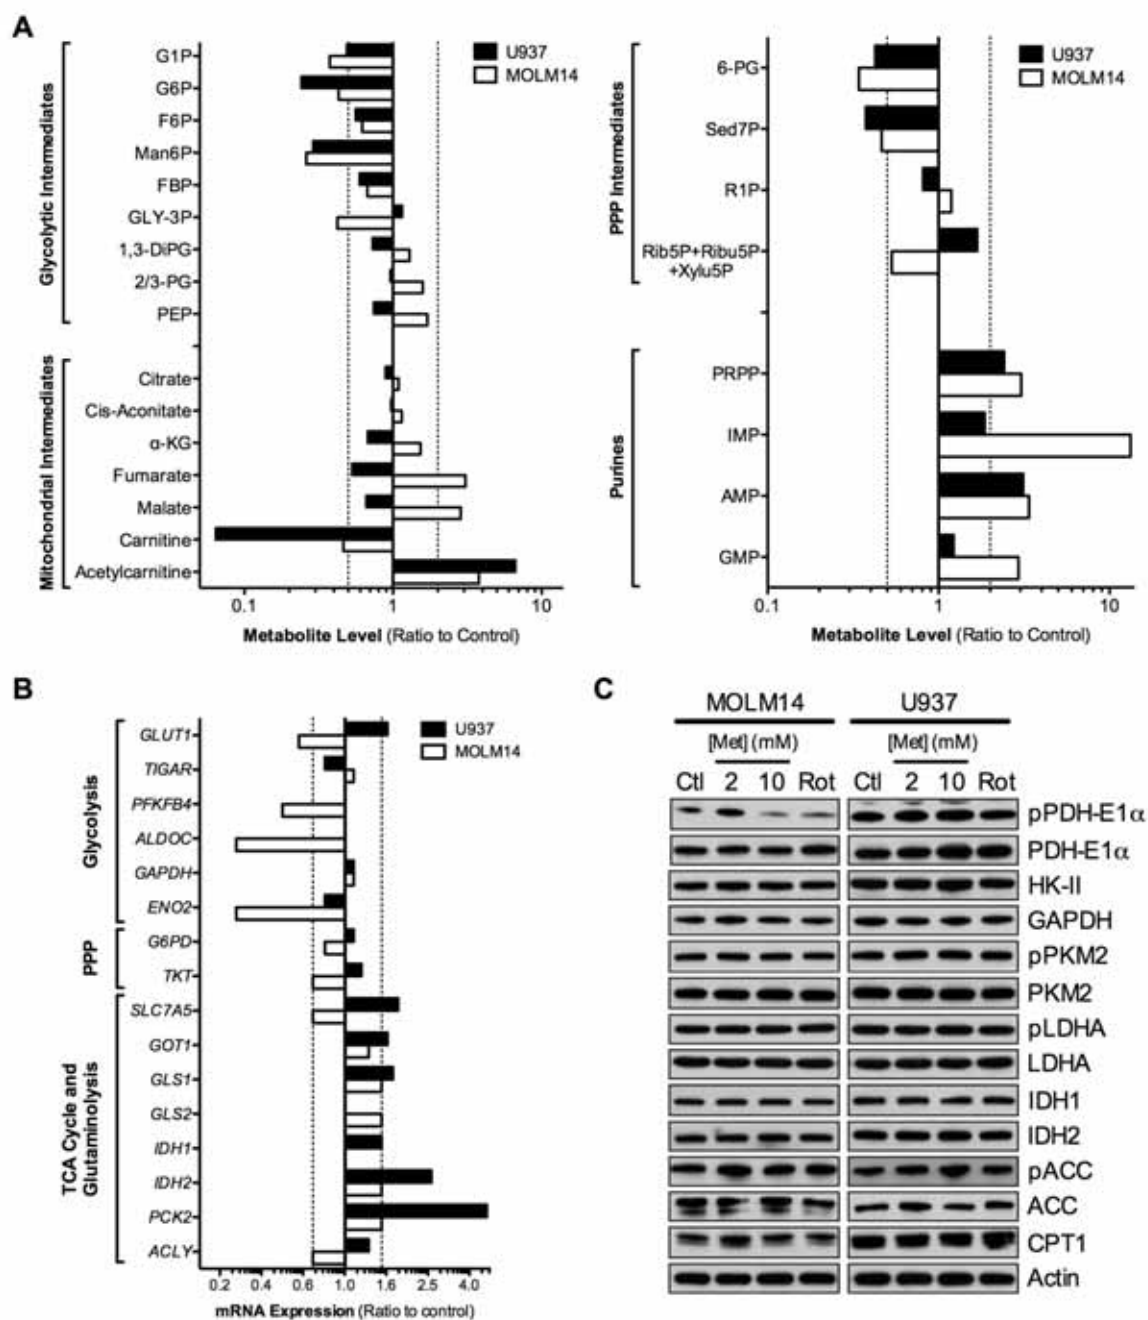 A
Glycolytic Intermediates
G1P
G6P
F6P
Man6P
FBP
GLY-3P
1,3-DiPG
2/3-PG
PEP
Mitochondrial Intermediates
Citrate
Cis-Aconitate
α-KG
Fumarate
Malate
Carnitine
Acetylcarnitine
U937
MOLM14
0.1 1 10
Metabolite Level (Ratio to Control)
PPP Intermediates
6-PG
Sed7P
R1P
Rib5P+Ribu5P
+Xylu5P
Purines
PRPP
IMP
AMP
GMP
U937
MOLM14
0.1 1 10
Metabolite Level (Ratio to Control)
B
Glycolysis
GLUT1
TIGAR
PFKFB4
ALDOC
GAPDH
ENO2
PPP
G6PD
TKT
TCA Cycle and
Glutaminolysis
SLC7A5
GOT1
GLS1
GLS2
IDH1
IDH2
PCK2
ACLY
U937
MOLM14
0.2 0.4 0.6 1.0 1.6 2.5 4.0
mRNA Expression (Ratio to control)
C
MOLM14 U937
[Met] (mM) [Met] (mM)
Ctl 2 10 Rot Ctl 2 10 Rot
pPDH-E1α
PDH-E1α
HK-II
GAPDH
pPKM2
PKM2
pLDHA
LDHA
IDH1
IDH2
pACC
ACC
CPT1
Actin